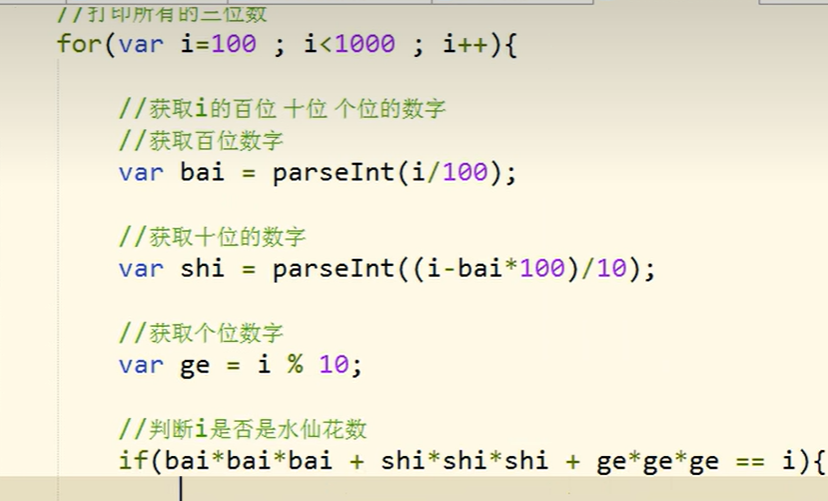 //打印所有的三位数
for(var i=100 ; i<1000 ; i++){
//获取i的百位 十位 个位的数字
//获取百位数字
var bai = parseInt(i/100);
//获取十位的数字
var shi = parseInt((i-bai*100)/10);
//获取个位数字
var ge = i % 10;
//判断i是否是水仙花数
if(bai*bai*bai + shi*shi*shi + ge*ge*ge == i){